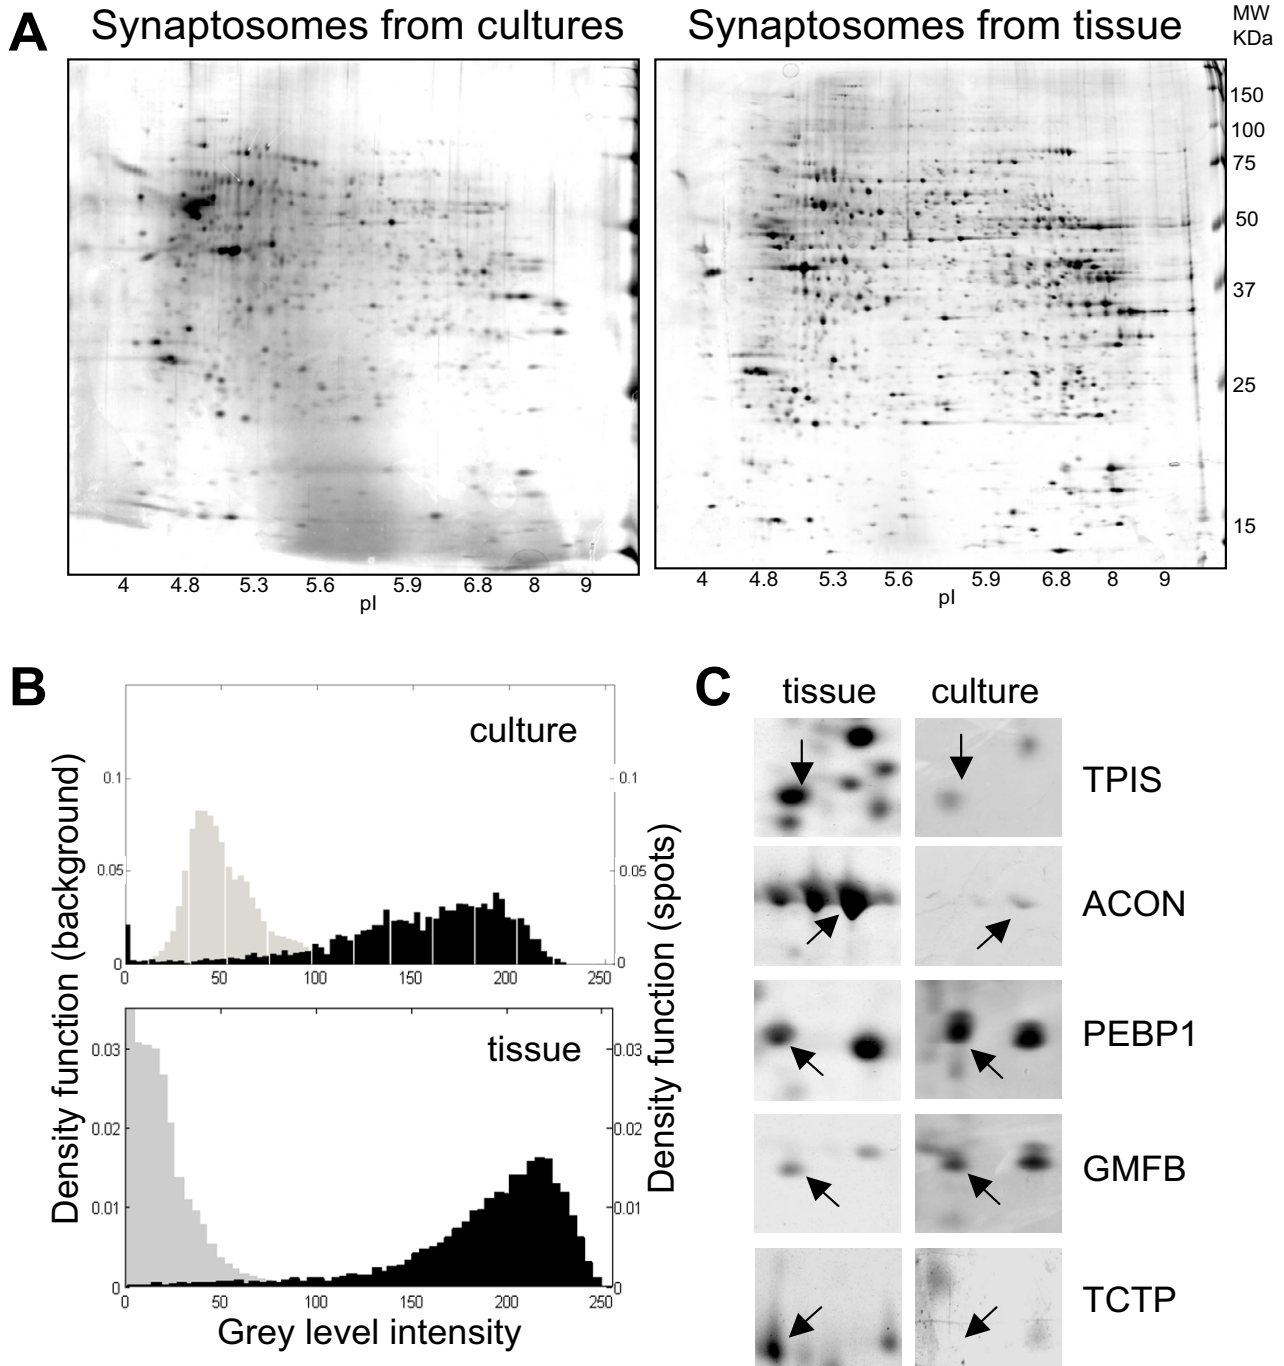 A
Synaptosomes from cultures
Synaptosomes from tissue
MW
KDa
150
100
75
50
37
25
15
4 4.8 5.3 5.6 5.9 6.8 8 9
pI
4 4.8 5.3 5.6 5.9 6.8 8 9
pI
B
culture
0.1
0.05
0
0.1
0.05
0
0 50 100 150 200 250
tissue
0.03
0.02
0.01
0
0.03
0.02
0.01
0
0 50 100 150 200 250
Density function (background)
Density function (spots)
Grey level intensity
C
tissue culture
TPIS
ACON
PEBP1
GMFB
TCTP